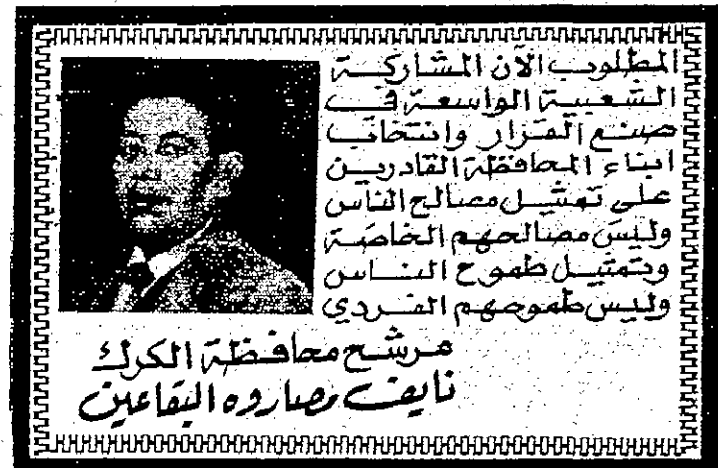 المطلوب الآن المشاركة
الشعبية الواسعة في
صنع القرار وانتخاب
ابناء المحافظة القادرين
على تمثيل مصالح الناس
وليس مصالحهم الخاصة
وتمثيل طموح الناس
وليس طموحهم الفردي
مرشح محافظة الكرك
نايف مصاروه البقاعين